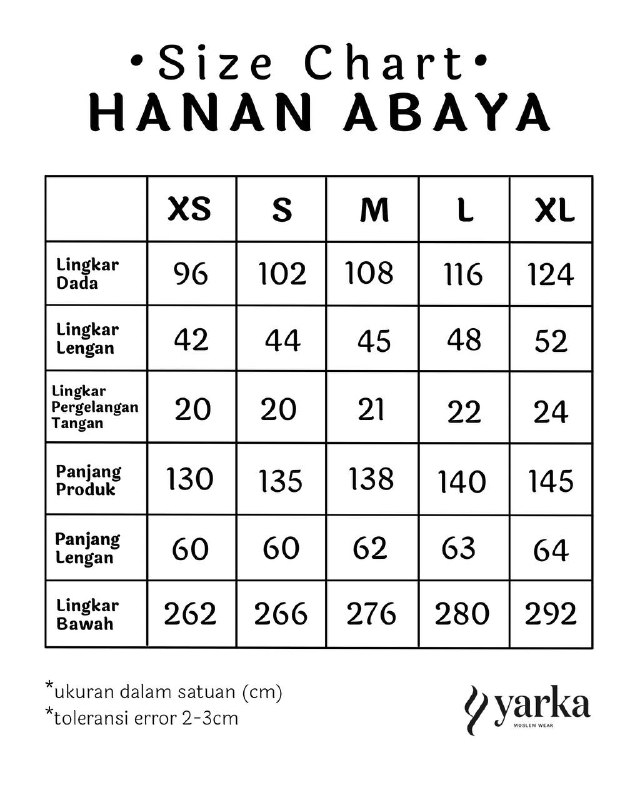 •Size Chart•
HANAN ABAYA
XS S M L XL
Lingkar
Dada
96 102 108 116 124
Lingkar
Lengan
42 44 45 48 52
Lingkar
Pergelangan
Tangan
20 20 21 22 24
Panjang
Produk
130 135 138 140 145
Panjang
Lengan
60 60 62 63 64
Lingkar
Bawah
262 266 276 280 292
*ukuran dalam satuan (cm)
*toleransi error 2-3cm
yarka
MOSLEM WEAR